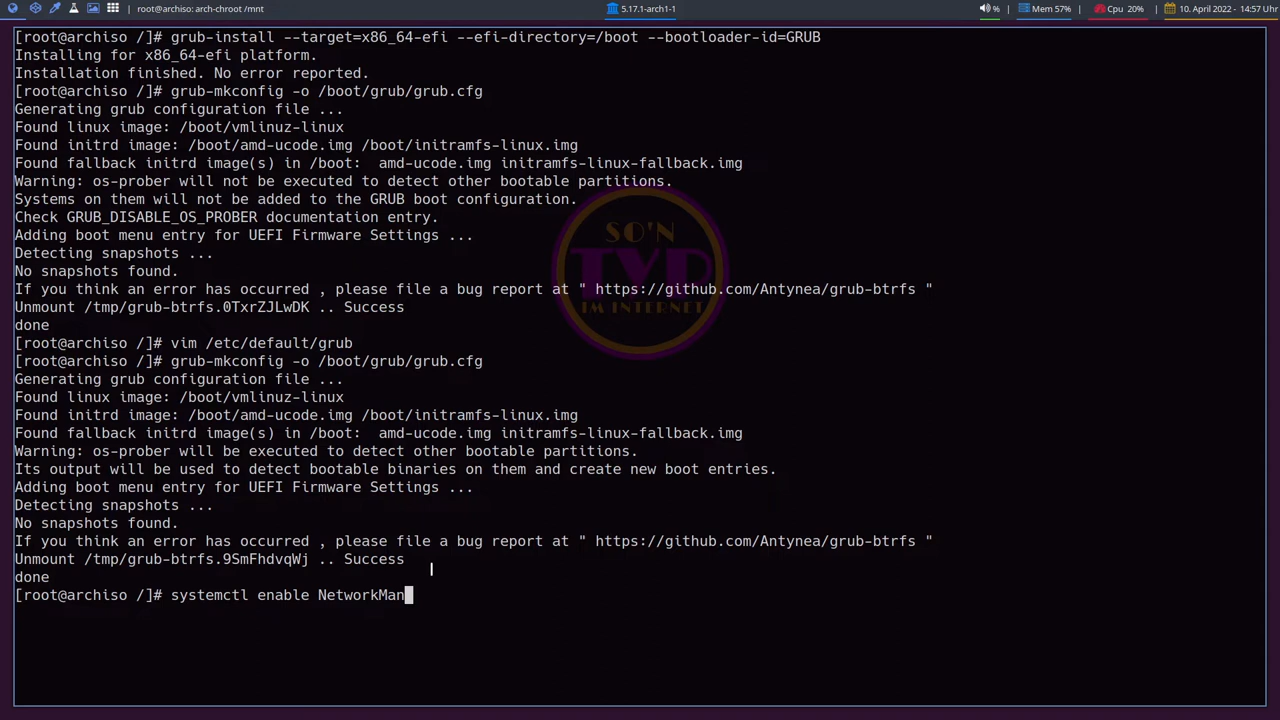 root@archiso: arch-chroot /mnt
5.17.1-arch1-1
%
Mem 57%
Cpu 20%
10. April 2022 - 14:57 Uhr
[root@archiso /]# grub-install --target=x86_64-efi --efi-directory=/boot --bootloader-id=GRUB
Installing for x86_64-efi platform.
Installation finished. No error reported.
[root@archiso /]# grub-mkconfig -o /boot/grub/grub.cfg
Generating grub configuration file ...
Found linux image: /boot/vmlinuz-linux
Found initrd image: /boot/amd-ucode.img /boot/initramfs-linux.img
Found fallback initrd image(s) in /boot:  amd-ucode.img initramfs-linux-fallback.img
Warning: os-prober will not be executed to detect other bootable partitions.
Systems on them will not be added to the GRUB boot configuration.
Check GRUB_DISABLE_OS_PROBER documentation entry.
Adding boot menu entry for UEFI Firmware Settings ...
Detecting snapshots ...
No snapshots found.
If you think an error has occurred , please file a bug report at " https://github.com/Antynea/grub-btrfs "
Unmount /tmp/grub-btrfs.0TxrZJLwDK .. Success
done
[root@archiso /]# vim /etc/default/grub
[root@archiso /]# grub-mkconfig -o /boot/grub/grub.cfg
Generating grub configuration file ...
Found linux image: /boot/vmlinuz-linux
Found initrd image: /boot/amd-ucode.img /boot/initramfs-linux.img
Found fallback initrd image(s) in /boot:  amd-ucode.img initramfs-linux-fallback.img
Warning: os-prober will be executed to detect other bootable partitions.
Its output will be used to detect bootable binaries on them and create new boot entries.
Adding boot menu entry for UEFI Firmware Settings ...
Detecting snapshots ...
No snapshots found.
If you think an error has occurred , please file a bug report at " https://github.com/Antynea/grub-btrfs "
Unmount /tmp/grub-btrfs.9SmFhdvqWj .. Success
done
[root@archiso /]# systemctl enable NetworkMan
SO'N
TYP
IM INTERNET